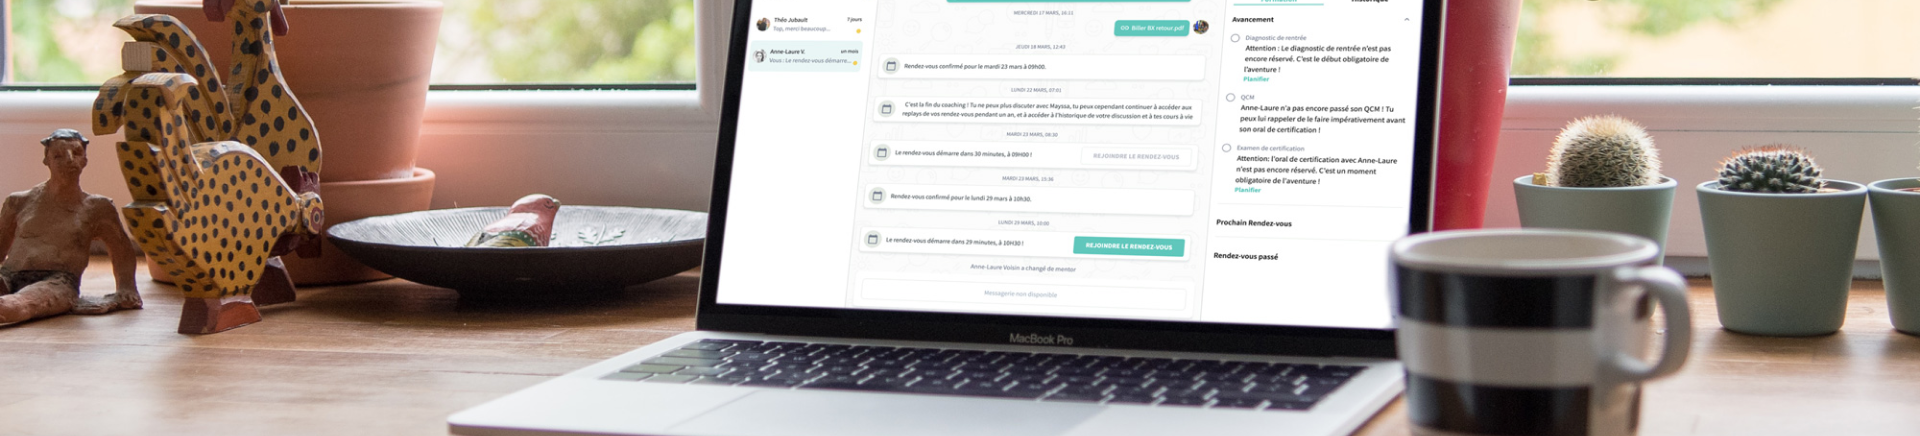 Théo Jubault
7 jours
Top, merci beaucoup...
Anne-Laure V.
un mois
Vous : Le rendez-vous démarre...
MERCREDI 17 MARS, 16:31
Billet BX retour.pdf
JEUDI 18 MARS, 12:43
Rendez-vous confirmé pour le mardi 23 mars à 09h00.
LUNDI 22 MARS, 07:01
C'est la fin du coaching ! Tu ne peux plus discuter avec Mayssa, tu peux cependant continuer à accéder aux
replays de vos rendez-vous pendant un an, et à accéder à l'historique de votre discussion et à tes cours à vie
MARDI 23 MARS, 08:30
Le rendez-vous démarre dans 30 minutes, à 09H00 !
REJOINDRE LE RENDEZ-VOUS
MARDI 23 MARS, 15:36
Rendez-vous confirmé pour le lundi 29 mars à 10h30.
LUNDI 29 MARS, 10:00
Le rendez-vous démarre dans 29 minutes, à 10H30 !
REJOINDRE LE RENDEZ-VOUS
Anne-Laure Voisin a changé de mentor
Messagerie non disponible
Formation
Historique
Avancement
Diagnostic de rentrée
Attention : Le diagnostic de rentrée n'est pas
encore réservé. C'est le début obligatoire de
l'aventure !
Planifier
QCM
Anne-Laure n'a pas encore passé son QCM ! Tu
peux lui rappeler de le faire impérativement avant
son oral de certification !
Examen de certification
Attention: l'oral de certification avec Anne-Laure
n'est pas encore réservé. C'est un moment
obligatoire de l'aventure !
Planifier
Prochain Rendez-vous
Rendez-vous passé
MacBook Pro